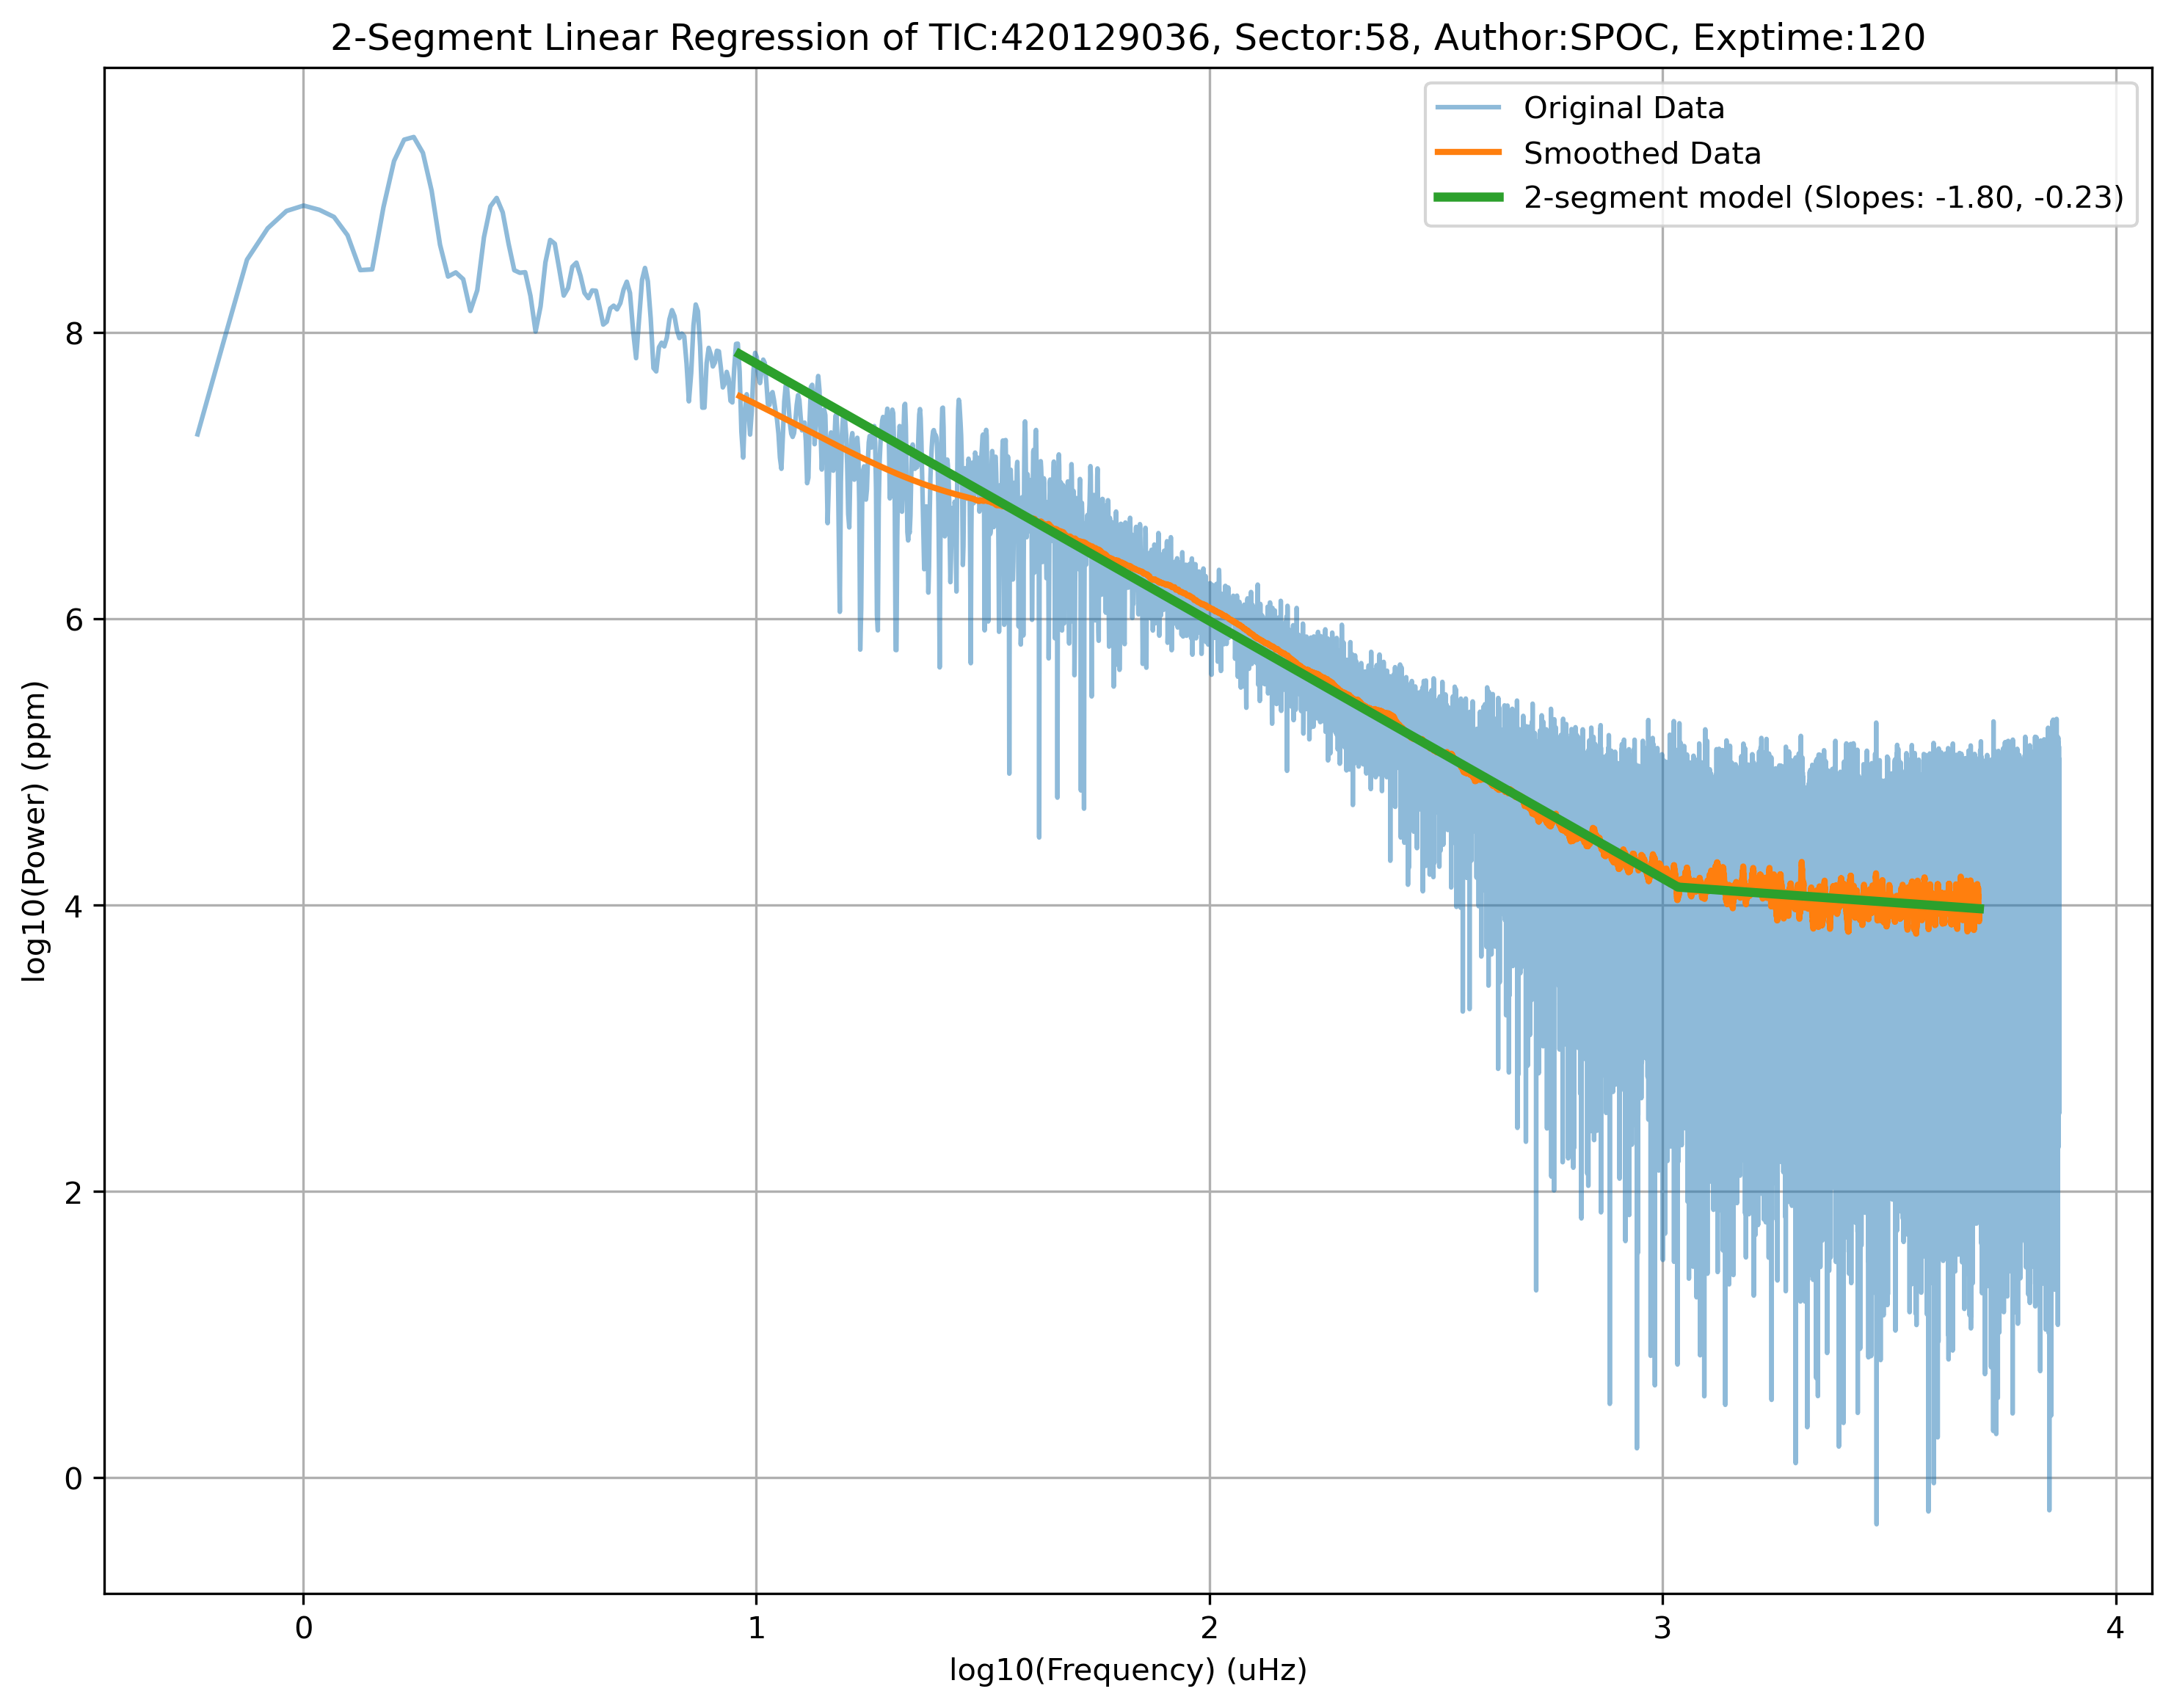 2-Segment Linear Regression of TIC:420129036, Sector:58, Author:SPOC, Exptime:120
Original Data
Smoothed Data
2-segment model (Slopes: -1.80, -0.23)
log10(Power) (ppm)
8
6
4
2
0
0 1 2 3 4
log10(Frequency) (uHz)